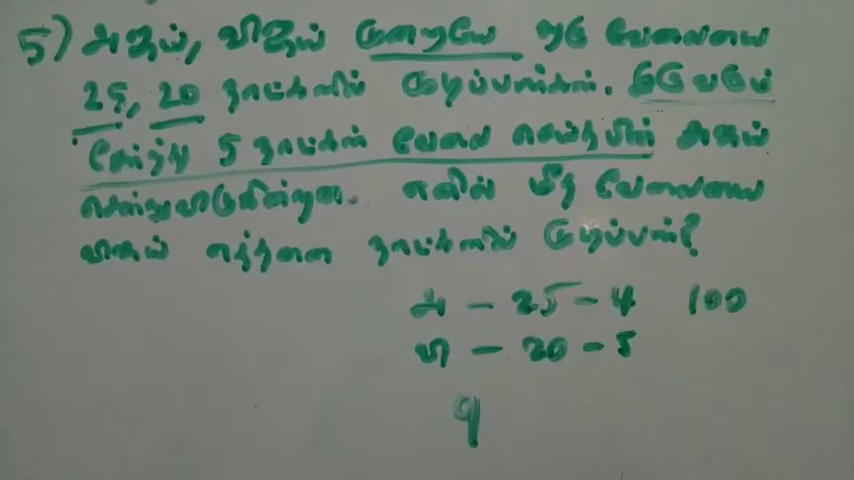 5) அஜய், விஜய் முறையே ஒரு வேலையை
25, 20 நாட்களில் முடிப்பார்கள். இருவரும்
சேர்ந்து 5 நாட்கள் வேலை செய்தபின் அஜய்
சென்றுவிடுகின்றான். எனில் மீத வேலையை
விஜய் எத்தனை நாட்களில் முடிப்பான்?
அ - 25 - 4 100
வி - 20 - 5
9